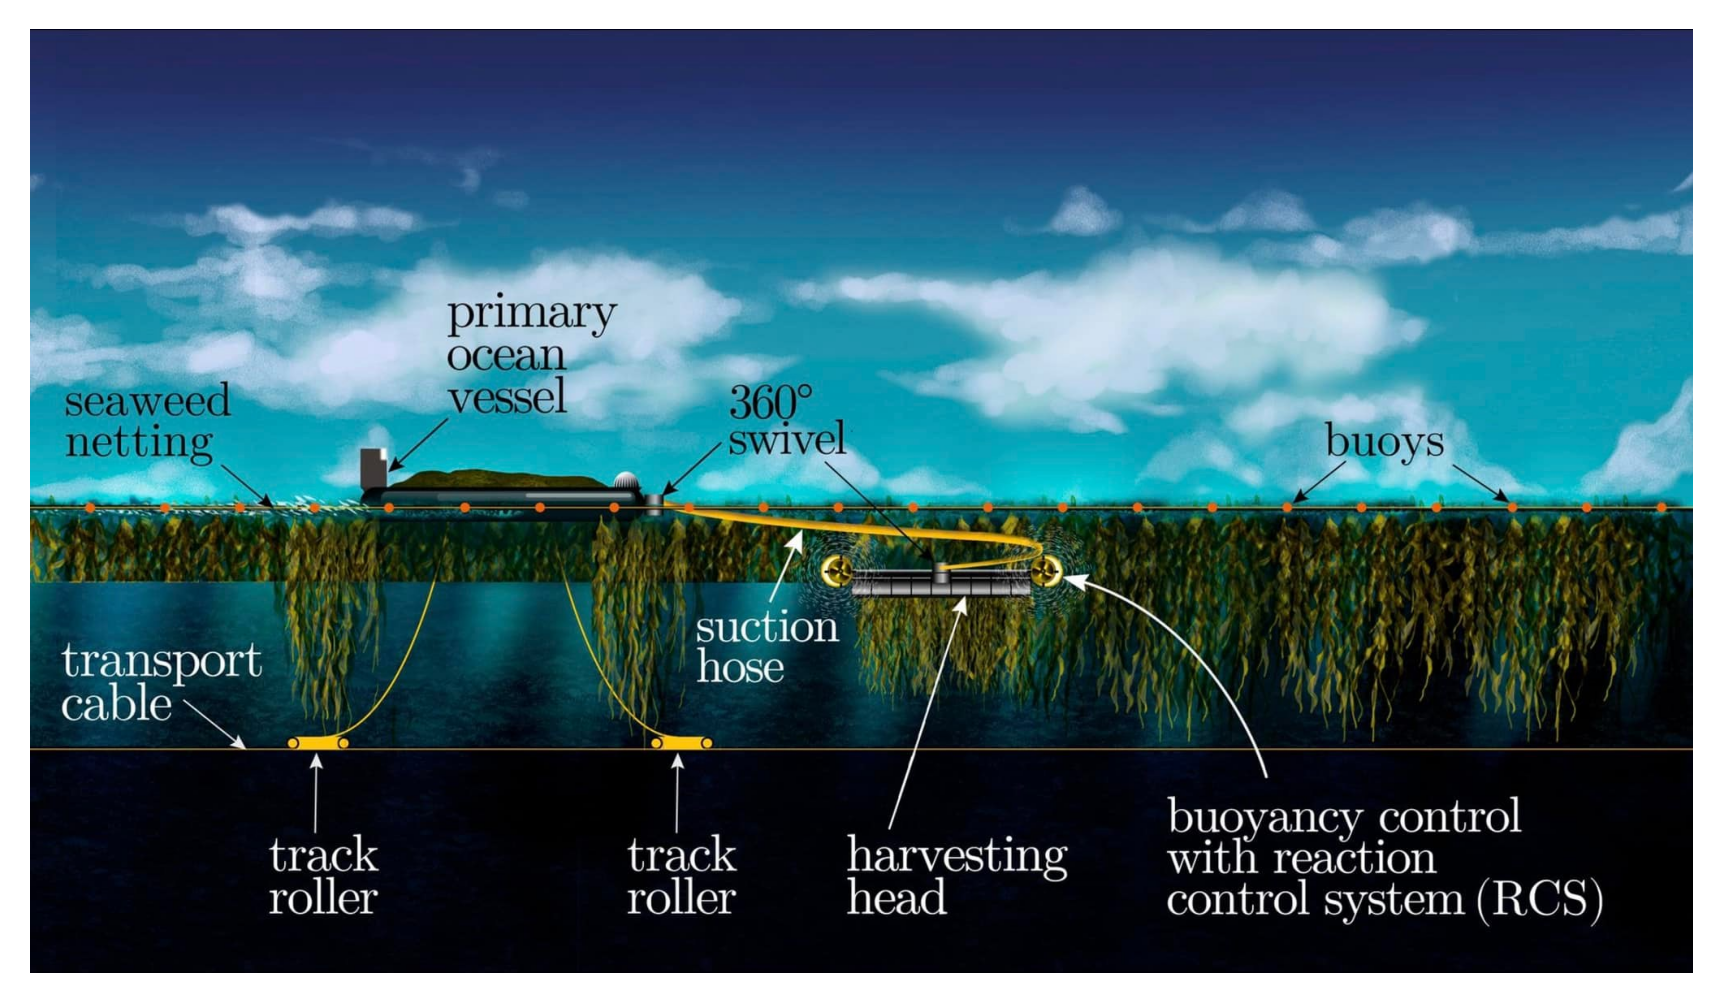 primary
ocean
vessel
seaweed
netting
360°
swivel
buoys
suction
hose
transport
cable
track
roller
track
roller
harvesting
head
buoyancy control
with reaction
control system (RCS)